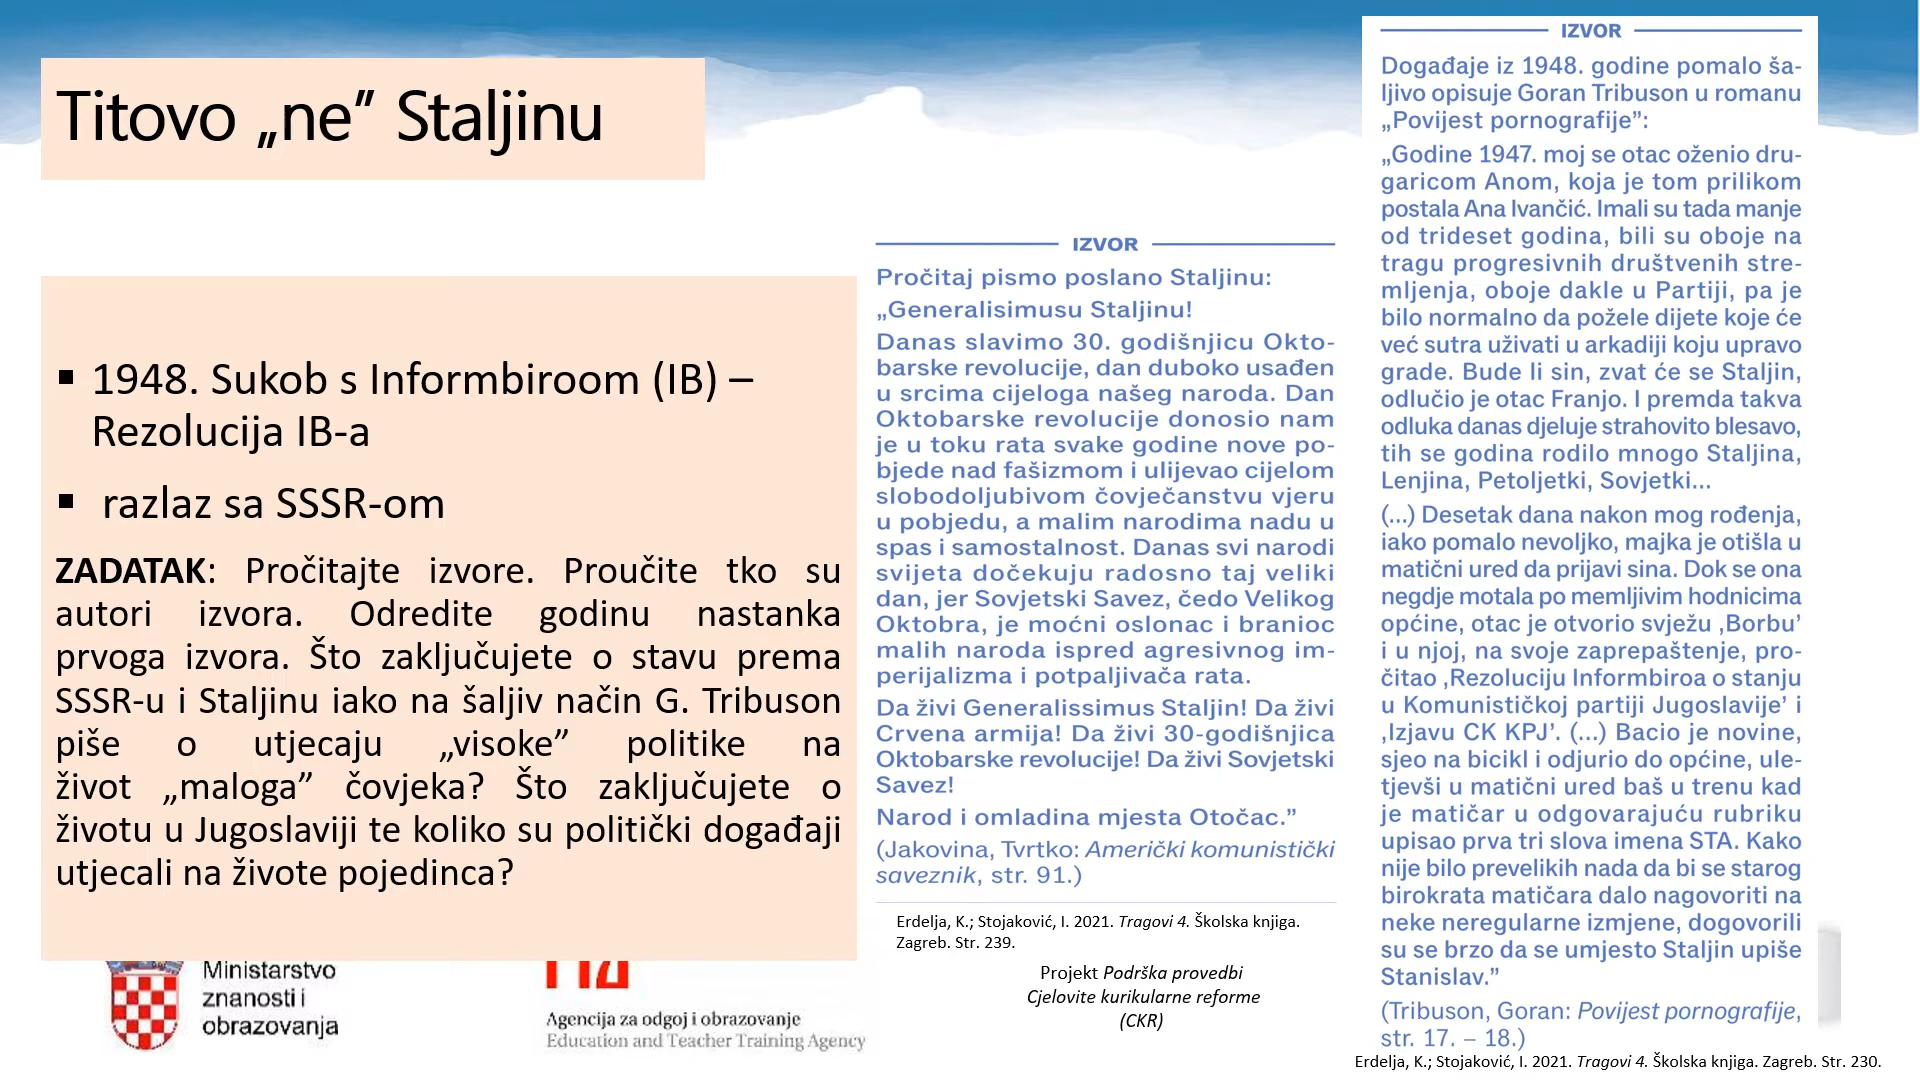 Titovo „ne” Staljinu
▪ 1948. Sukob s Informbiroom (IB) –
Rezolucija IB-a
▪ razlaz sa SSSR-om
ZADATAK: Pročitajte izvore. Proučite tko su
autori izvora. Odredite godinu nastanka
prvoga izvora. Što zaključujete o stavu prema
SSSR-u i Staljinu iako na šaljiv način G. Tribuson
piše o utjecaju „visoke” politike na
život „maloga” čovjeka? Što zaključujete o
životu u Jugoslaviji te koliko su politički događaji
utjecali na živote pojedinca?
Ministarstvo
znanosti i
obrazovanja
Agencija za odgoj i obrazovanje
Education and Teacher Training Agency
IZVOR
Pročitaj pismo poslano Staljinu:
„Generalisimusu Staljinu!
Danas slavimo 30. godišnjicu Okto-
barske revolucije, dan duboko usađen
u srcima cijeloga našeg naroda. Dan
Oktobarske revolucije donosio nam
je u toku rata svake godine nove po-
bjede nad fašizmom i ulijevao cijelom
slobodoljubivom čovječanstvu vjeru
u pobjedu, a malim narodima nadu u
spas i samostalnost. Danas svi narodi
svijeta dočekuju radosno taj veliki
dan, jer Sovjetski Savez, čedo Velikog
Oktobra, je moćni oslonac i branioc
malih naroda ispred agresivnog im-
perijalizma i potpaljivača rata.
Da živi Generalissimus Staljin! Da živi
Crvena armija! Da živi 30-godišnjica
Oktobarske revolucije! Da živi Sovjetski
Savez!
Narod i omladina mjesta Otočac.”
(Jakovina, Tvrtko: Američki komunistički
saveznik, str. 91.)
Erdelja, K.; Stojaković, I. 2021. Tragovi 4. Školska knjiga.
Zagreb. Str. 239.
Projekt Podrška provedbi
Cjelovite kurikularne reforme
(CKR)
IZVOR
Događaje iz 1948. godine pomalo ša-
ljivo opisuje Goran Tribuson u romanu
„Povijest pornografije”:
„Godine 1947. moj se otac oženio dru-
garicom Anom, koja je tom prilikom
postala Ana Ivančić. Imali su tada manje
od trideset godina, bili su oboje na
tragu progresivnih društvenih stre-
mljenja, oboje dakle u Partiji, pa je
bilo normalno da požele dijete koje će
već sutra uživati u arkadiji koju upravo
grade. Bude li sin, zvat će se Staljin,
odlučio je otac Franjo. I premda takva
odluka danas djeluje strahovito blesavo,
tih se godina rodilo mnogo Staljina,
Lenjina, Petoljetki, Sovjetki...
(...) Desetak dana nakon mog rođenja,
iako pomalo nevoljko, majka je otišla u
matični ured da prijavi sina. Dok se ona
negdje motala po memljivim hodnicima
općine, otac je otvorio svježu ‚Borbu’
i u njoj, na svoje zaprepaštenje, pro-
čitao ‚Rezoluciju Informbiroa o stanju
u Komunističkoj partiji Jugoslavije’ i
‚Izjavu CK KPJ’. (...) Bacio je novine,
sjeo na bicikl i odjurio do općine, ule-
tjevši u matični ured baš u trenu kad
je matičar u odgovarajuću rubriku
upisao prva tri slova imena STA. Kako
nije bilo prevelikih nada da bi se starog
birokrata matičara dalo nagovoriti na
neke neregularne izmjene, dogovorili
su se brzo da se umjesto Staljin upiše
Stanislav.”
(Tribuson, Goran: Povijest pornografije,
str. 17. – 18.)
Erdelja, K.; Stojaković, I. 2021. Tragovi 4. Školska knjiga. Zagreb. Str. 230.